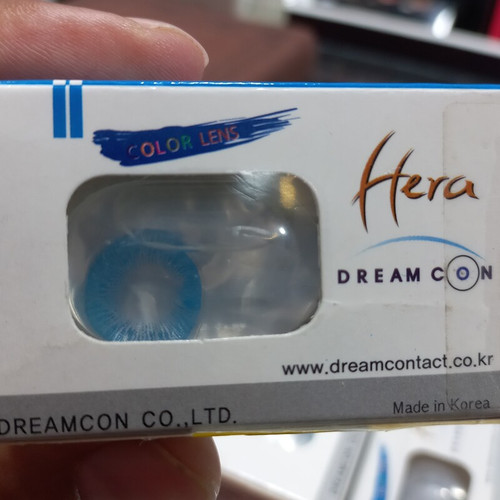 COLOR LENS
Hera
DREAM CON
www.dreamcontact.co.kr
DREAMCON CO.,LTD.
Made in Korea